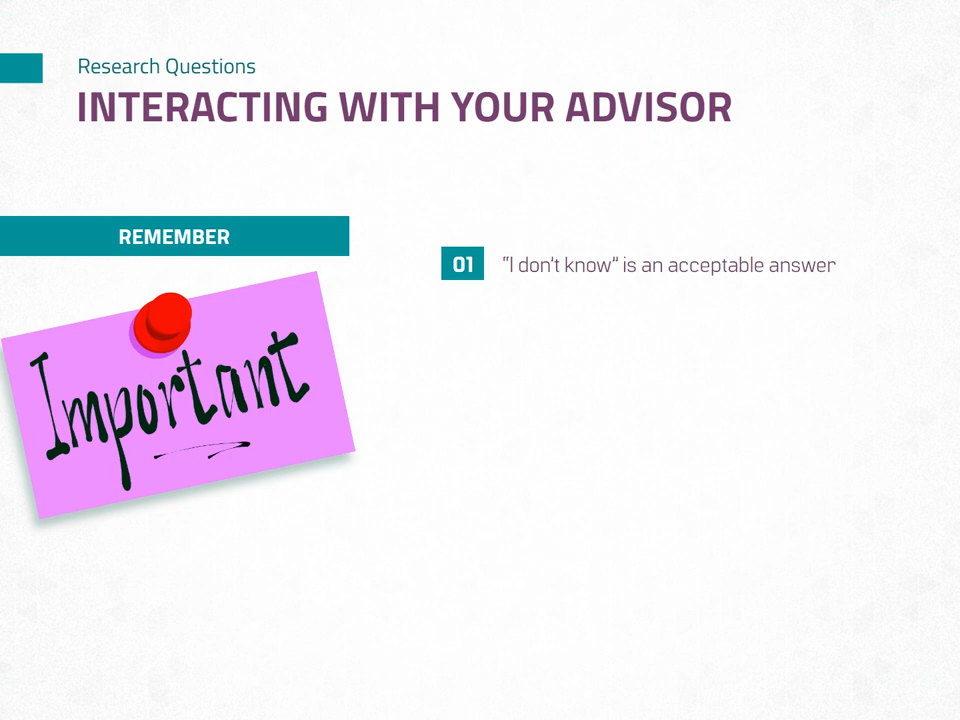 Research Questions
INTERACTING WITH YOUR ADVISOR
REMEMBER
Important
01 "I don't know" is an acceptable answer